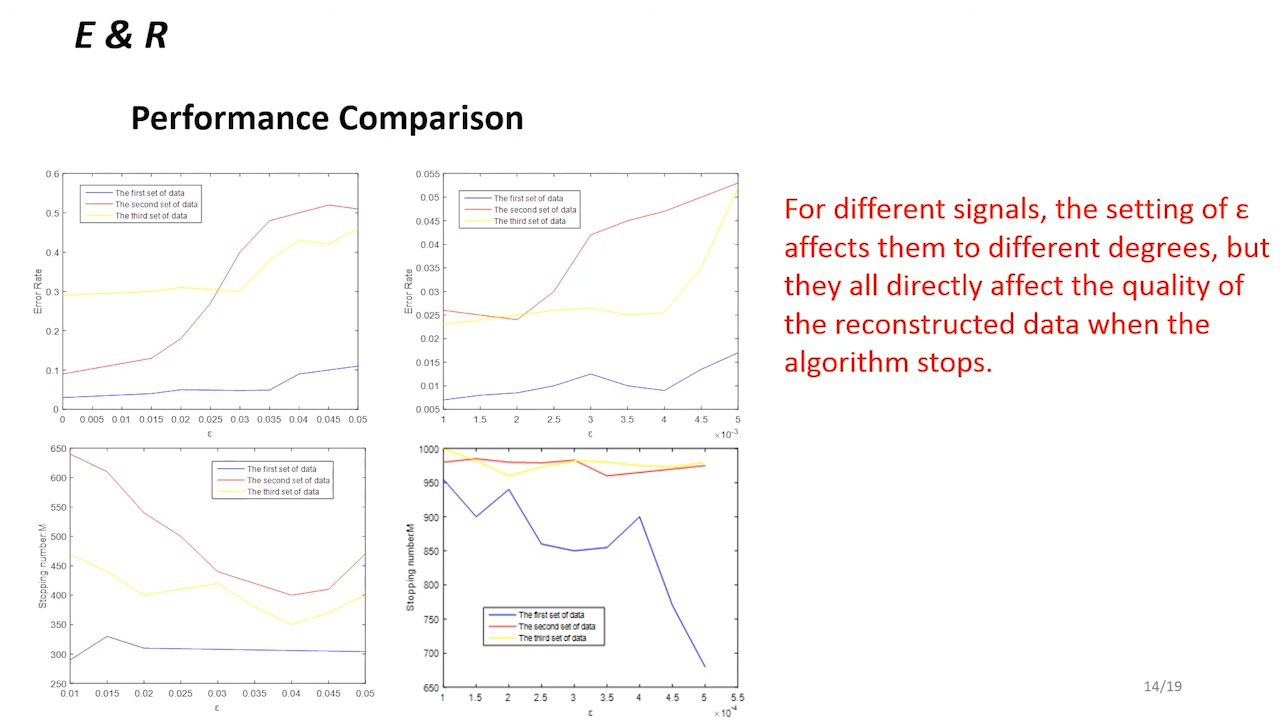 E & R
Performance Comparison
0.6
0.5
0.4
0.3
0.2
0.1
0
Error Rate
The first set of data
The second set of data
The third set of data
0 0.005 0.01 0.015 0.02 0.025 0.03 0.035 0.04 0.045 0.05
ε
0.055
0.05
0.045
0.04
0.035
0.03
0.025
0.02
0.015
0.01
0.005
Error Rate
The first set of data
The second set of data
The third set of data
1 1.5 2 2.5 3 3.5 4 4.5 5
ε
×10⁻³
For different signals, the setting of ε
affects them to different degrees, but
they all directly affect the quality of
the reconstructed data when the
algorithm stops.
650
600
550
500
450
400
350
300
250
Stopping number:M
The first set of data
The second set of data
The third set of data
0.01 0.015 0.02 0.025 0.03 0.035 0.04 0.045 0.05
ε
1000
950
900
850
800
750
700
650
Stopping number:M
The first set of data
The second set of data
The third set of data
1 1.5 2 2.5 3 3.5 4 4.5 5 5.5
ε
×10⁻⁴
14/19